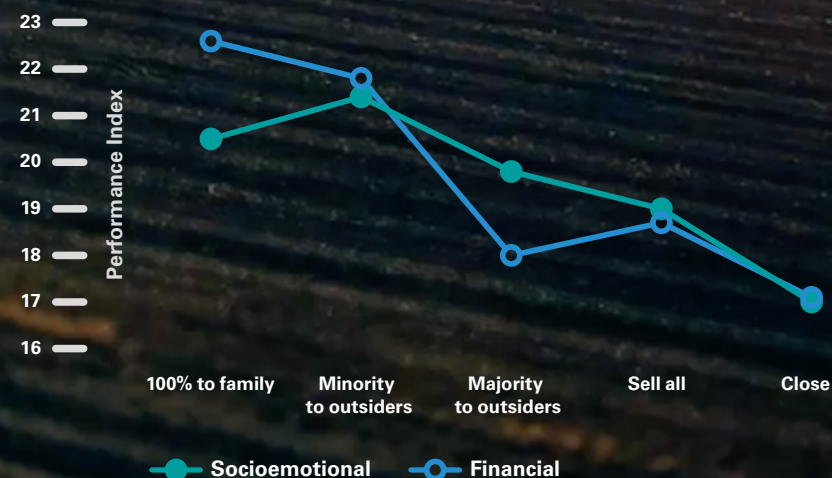 23
22
21
20
19
18
17
16
Performance Index
100% to family
Minority
to outsiders
Majority
to outsiders
Sell all
Close
Socioemotional
Financial